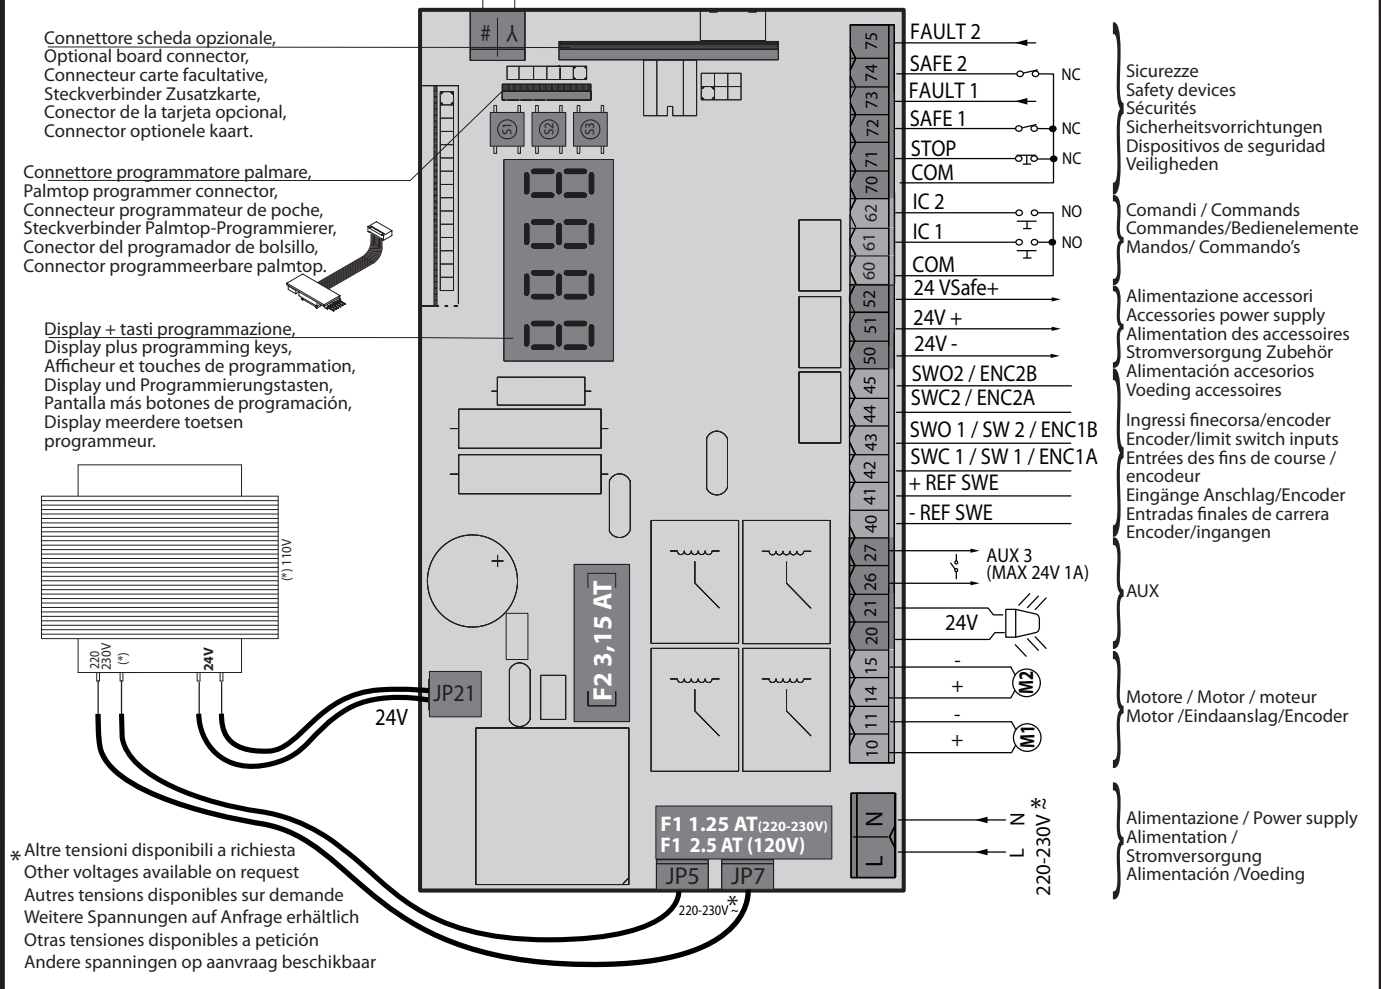 # Y
Connettore scheda opzionale,
Optional board connector,
Connecteur carte facultative,
Steckverbinder Zusatzkarte,
Conector de la tarjeta opcional,
Connector optionele kaart.
Connettore programmatore palmare,
Palmtop programmer connector,
Connecteur programmateur de poche,
Steckverbinder Palmtop-Programmierer,
Conector del programador de bolsillo,
Connector programmeerbare palmtop.
Display + tasti programmazione,
Display plus programming keys,
Afficheur et touches de programmation,
Display und Programmierungstasten,
Pantalla más botones de programación,
Display meerdere toetsen
programmeur.
(*) 110V
220
230V
(*)
24V
24V
JP21
S1 S2 S3
+
F2 3,15 AT
F1 1.25 AT(220-230V)
F1 2.5 AT (120V)
JP5 JP7
220-230V~ *
75 FAULT 2
74 SAFE 2 NC
73 FAULT 1
72 SAFE 1 NC
71 STOP NC
70 COM
62 IC 2 NO
61 IC 1 NO
60 COM
52 24 VSafe+
51 24V +
50 24V -
45 SWO2 / ENC2B
44 SWC2 / ENC2A
43 SWO 1 / SW 2 / ENC1B
42 SWC 1 / SW 1 / ENC1A
41 + REF SWE
40 - REF SWE
27 AUX 3
26 (MAX 24V 1A)
21
20 24V
15 -
14 + M2
11 -
10 + M1
N N
L L
220-230V ~*
Sicurezze
Safety devices
Sécurités
Sicherheitsvorrichtungen
Dispositivos de seguridad
Veiligheden
Comandi / Commands
Commandes/Bedienelemente
Mandos/ Commando's
Alimentazione accessori
Accessories power supply
Alimentation des accessoires
Stromversorgung Zubehör
Alimentación accesorios
Voeding accessoires
Ingressi finecorsa/encoder
Encoder/limit switch inputs
Entrées des fins de course /
encodeur
Eingänge Anschlag/Encoder
Entradas finales de carrera
Encoder/ingangen
AUX
Motore / Motor / moteur
Motor /Eindaanslag/Encoder
Alimentazione / Power supply
Alimentation /
Stromversorgung
Alimentación /Voeding
* Altre tensioni disponibili a richiesta
Other voltages available on request
Autres tensions disponibles sur demande
Weitere Spannungen auf Anfrage erhältlich
Otras tensiones disponibles a petición
Andere spanningen op aanvraag beschikbaar